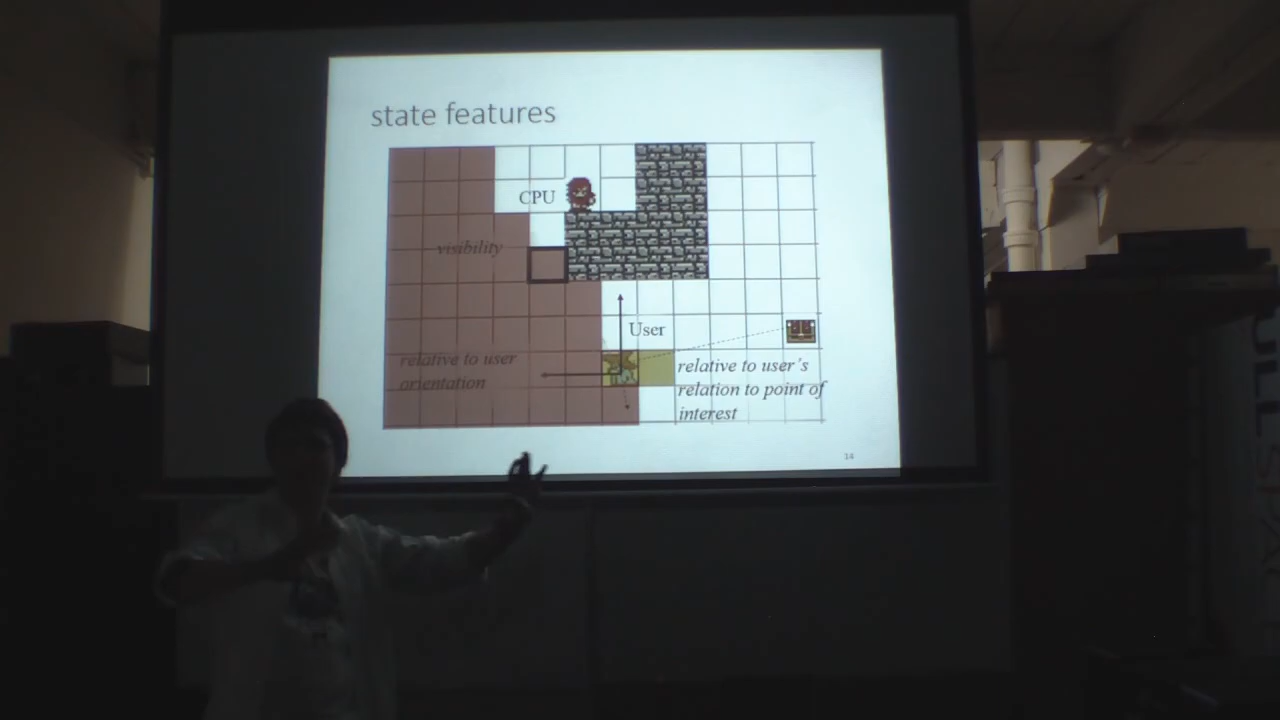 state features
CPU
visibility
User
relative to user
orientation
relative to user's
relation to point of
interest
14